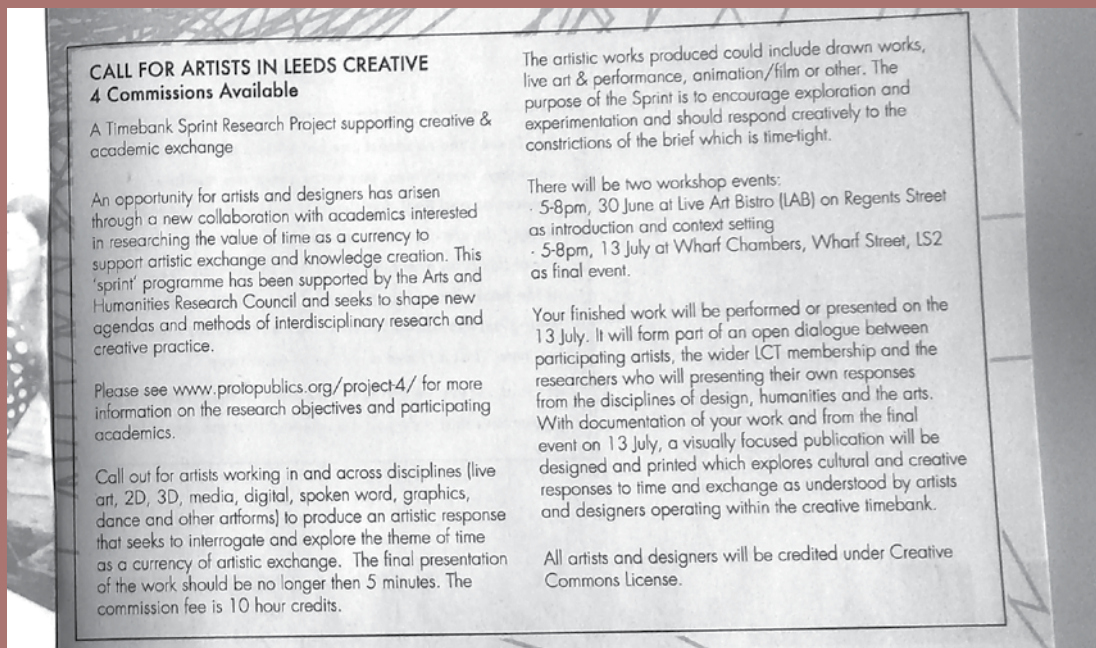 CALL FOR ARTISTS IN LEEDS CREATIVE
4 Commissions Available
A Timebank Sprint Research Project supporting creative &
academic exchange
An opportunity for artists and designers has arisen
through a new collaboration with academics interested
in researching the value of time as a currency to
support artistic exchange and knowledge creation. This
'sprint' programme has been supported by the Arts and
Humanities Research Council and seeks to shape new
agendas and methods of interdisciplinary research and
creative practice.
Please see www.protopublics.org/project-4/ for more
information on the research objectives and participating
academics.
Call out for artists working in and across disciplines (live
art, 2D, 3D, media, digital, spoken word, graphics,
dance and other artforms) to produce an artistic response
that seeks to interrogate and explore the theme of time
as a currency of artistic exchange. The final presentation
of the work should be no longer then 5 minutes. The
commission fee is 10 hour credits.
The artistic works produced could include drawn works,
live art & performance, animation/film or other. The
purpose of the Sprint is to encourage exploration and
experimentation and should respond creatively to the
constrictions of the brief which is time-tight.
There will be two workshop events:
· 5-8pm, 30 June at Live Art Bistro (LAB) on Regents Street
as introduction and context setting
· 5-8pm, 13 July at Wharf Chambers, Wharf Street, LS2
as final event.
Your finished work will be performed or presented on the
13 July. It will form part of an open dialogue between
participating artists, the wider LCT membership and the
researchers who will presenting their own responses
from the disciplines of design, humanities and the arts.
With documentation of your work and from the final
event on 13 July, a visually focused publication will be
designed and printed which explores cultural and creative
responses to time and exchange as understood by artists
and designers operating within the creative timebank.
All artists and designers will be credited under Creative
Commons License.